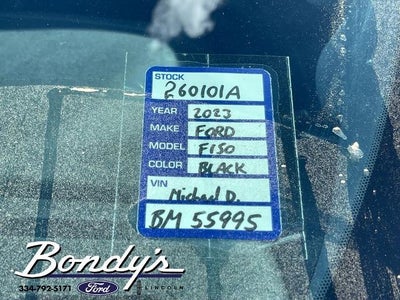 STOCK
260101A
YEAR 2023
MAKE FORD
MODEL F150
COLOR BLACK
VIN
Michael D.
BM 55995
Bondy's
334-792-5171 Ford LINCOLN